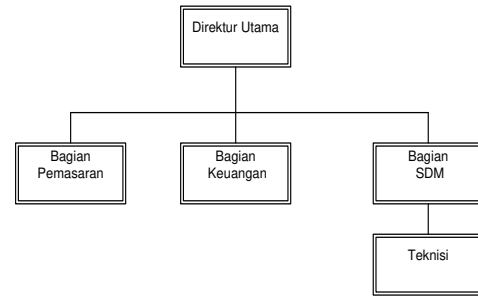 Direktur Utama
Bagian
Pemasaran
Bagian
Keuangan
Bagian
SDM
Teknisi